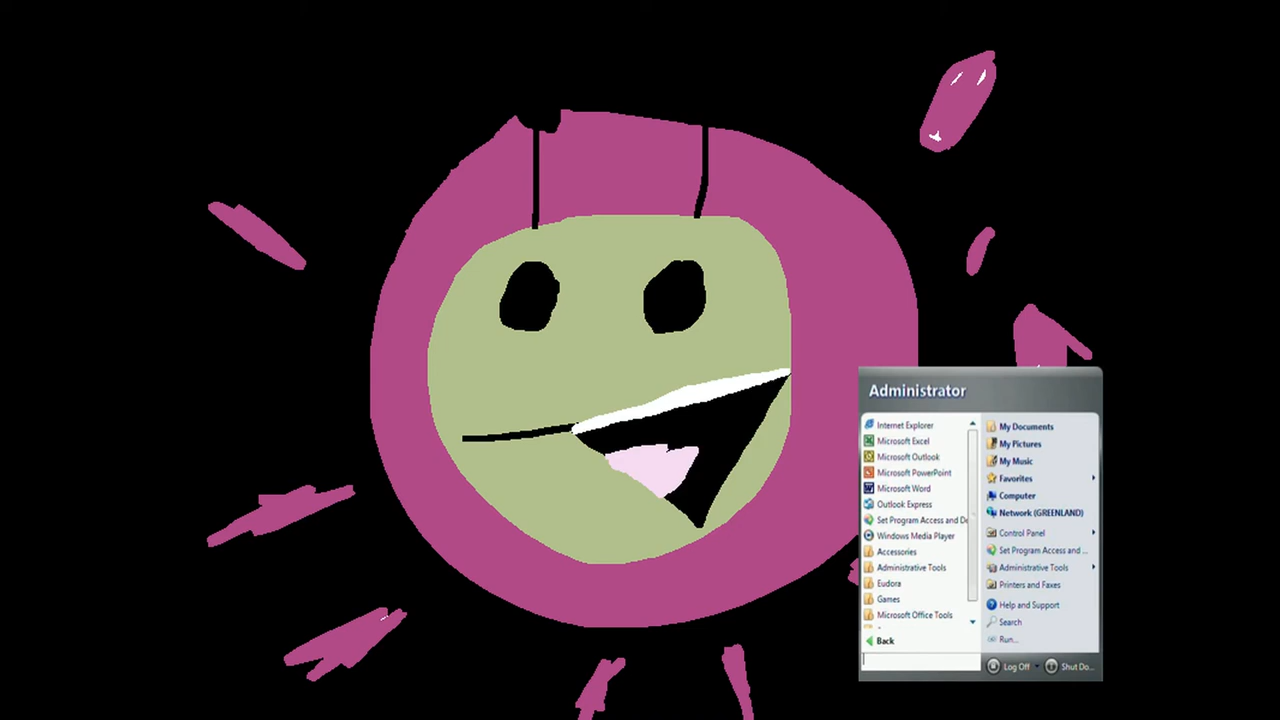 Administrator
Internet Explorer
Microsoft Excel
Microsoft Outlook
Microsoft PowerPoint
Microsoft Word
Outlook Express
Set Program Access and De
Windows Media Player
Accessories
Administrative Tools
Eudora
Games
Microsoft Office Tools
Back
My Documents
My Pictures
My Music
Favorites
Computer
Network (GREENLAND)
Control Panel
Set Program Access and ...
Administrative Tools
Printers and Faxes
Help and Support
Search
Run...
Log Off
Shut Do...